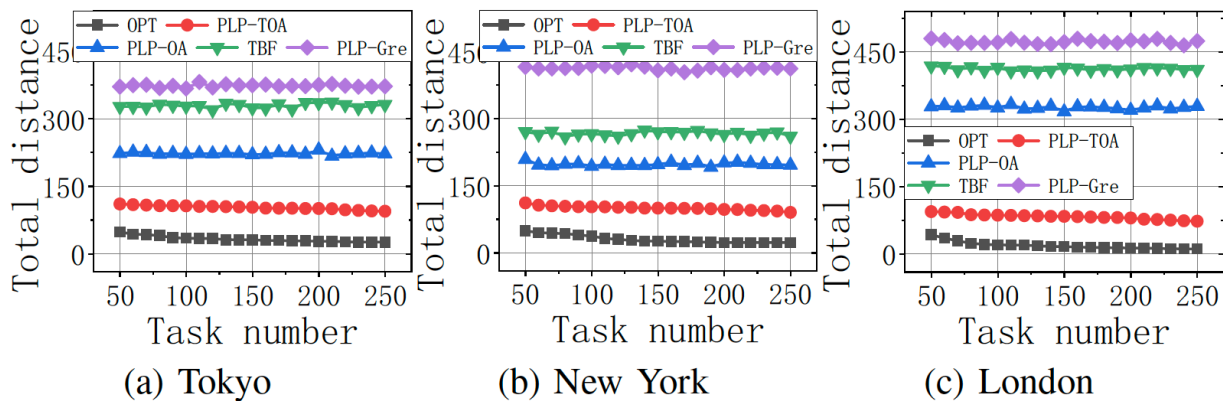 OPT PLP-TOA
PLP-OA TBF PLP-Gre
Total distance
450
300
150
0
50 100 150 200 250
Task number
(a) Tokyo
OPT PLP-TOA
PLP-OA TBF PLP-Gre
Total distance
450
300
150
0
50 100 150 200 250
Task number
(b) New York
OPT PLP-TOA
PLP-OA
TBF PLP-Gre
Total distance
450
300
150
0
50 100 150 200 250
Task number
(c) London